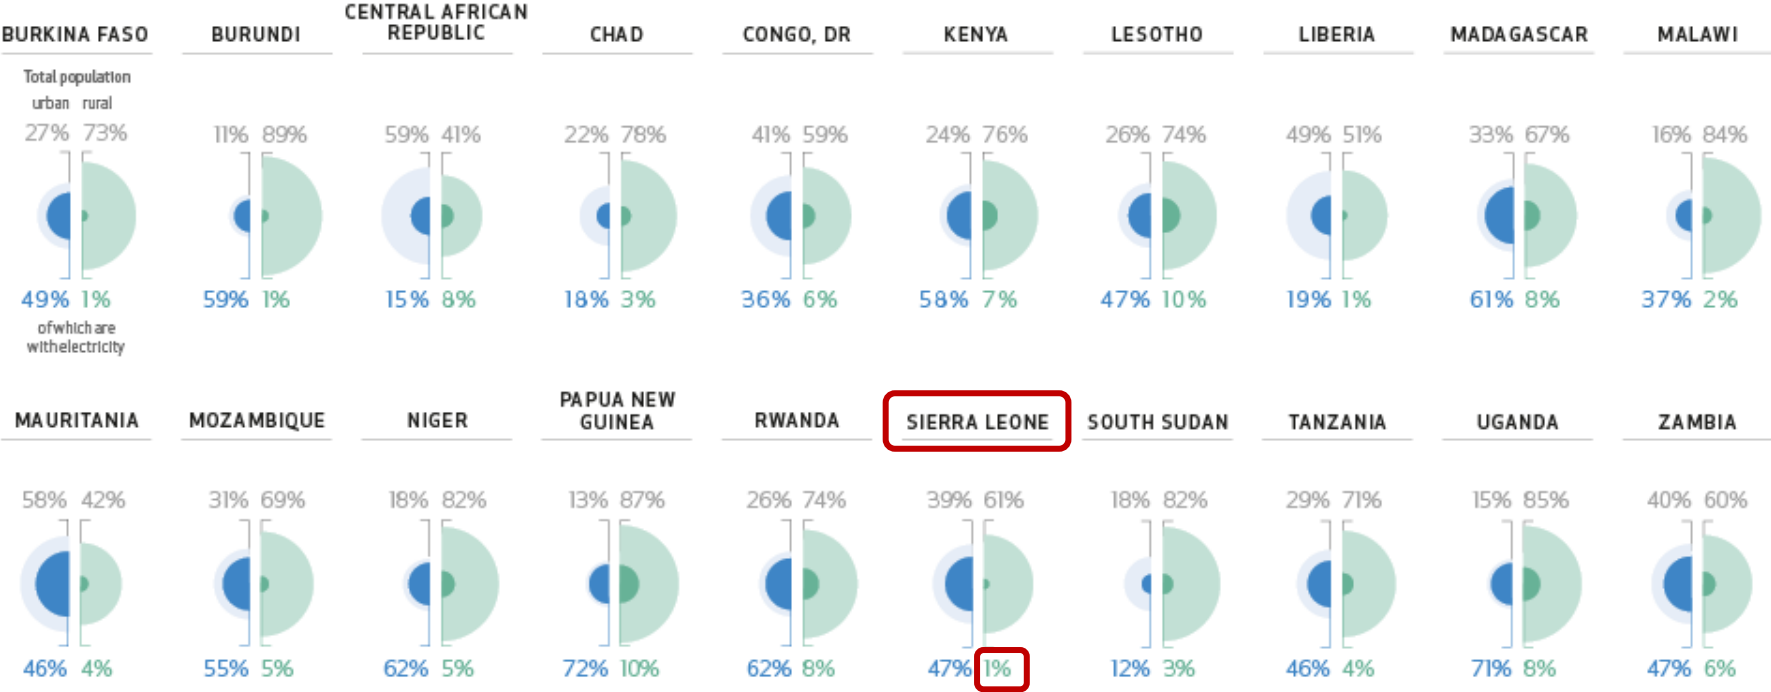 CENTRAL AFRICAN
BURKINA FASO BURUNDI REPUBLIC CHAD CONGO, DR KENYA LESOTHO LIBERIA MADAGASCAR MALAWI
Total population
urban rural
27% 73% 11% 89% 59% 41% 22% 78% 41% 59% 24% 76% 26% 74% 49% 51% 33% 67% 16% 84%
49% 1% 59% 1% 15% 8% 18% 3% 36% 6% 58% 7% 47% 10% 19% 1% 61% 8% 37% 2%
of which are
with electricity
PAPUA NEW
MAURITANIA MOZAMBIQUE NIGER GUINEA RWANDA SIERRA LEONE SOUTH SUDAN TANZANIA UGANDA ZAMBIA
58% 42% 31% 69% 18% 82% 13% 87% 26% 74% 39% 61% 18% 82% 29% 71% 15% 85% 40% 60%
46% 4% 55% 5% 62% 5% 72% 10% 62% 8% 47% 1% 12% 3% 46% 4% 71% 8% 47% 6%